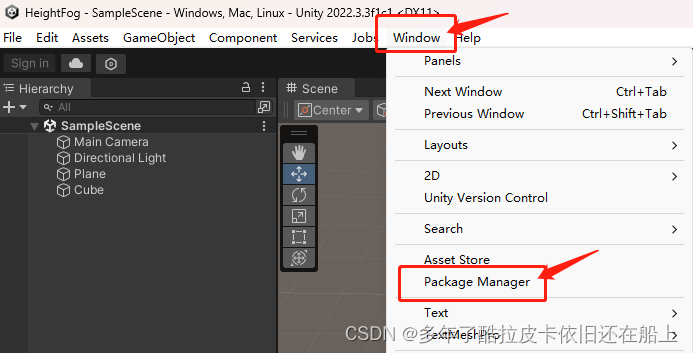 HeightFog - SampleScene - Windows, Mac, Linux - Unity 2022.3.3f1c1 <DX11>
File Edit Assets GameObject Component Services Jobs Window Help
Sign in
Hierarchy
Scene
All
Center
SampleScene
Main Camera
Directional Light
Plane
Cube
Panels
Next Window Ctrl+Tab
Previous Window Ctrl+Shift+Tab
Layouts
2D
Unity Version Control
Search
Asset Store
Package Manager
Text
TextMeshPro
CSDN @多年了酷拉皮卡依旧还在船上